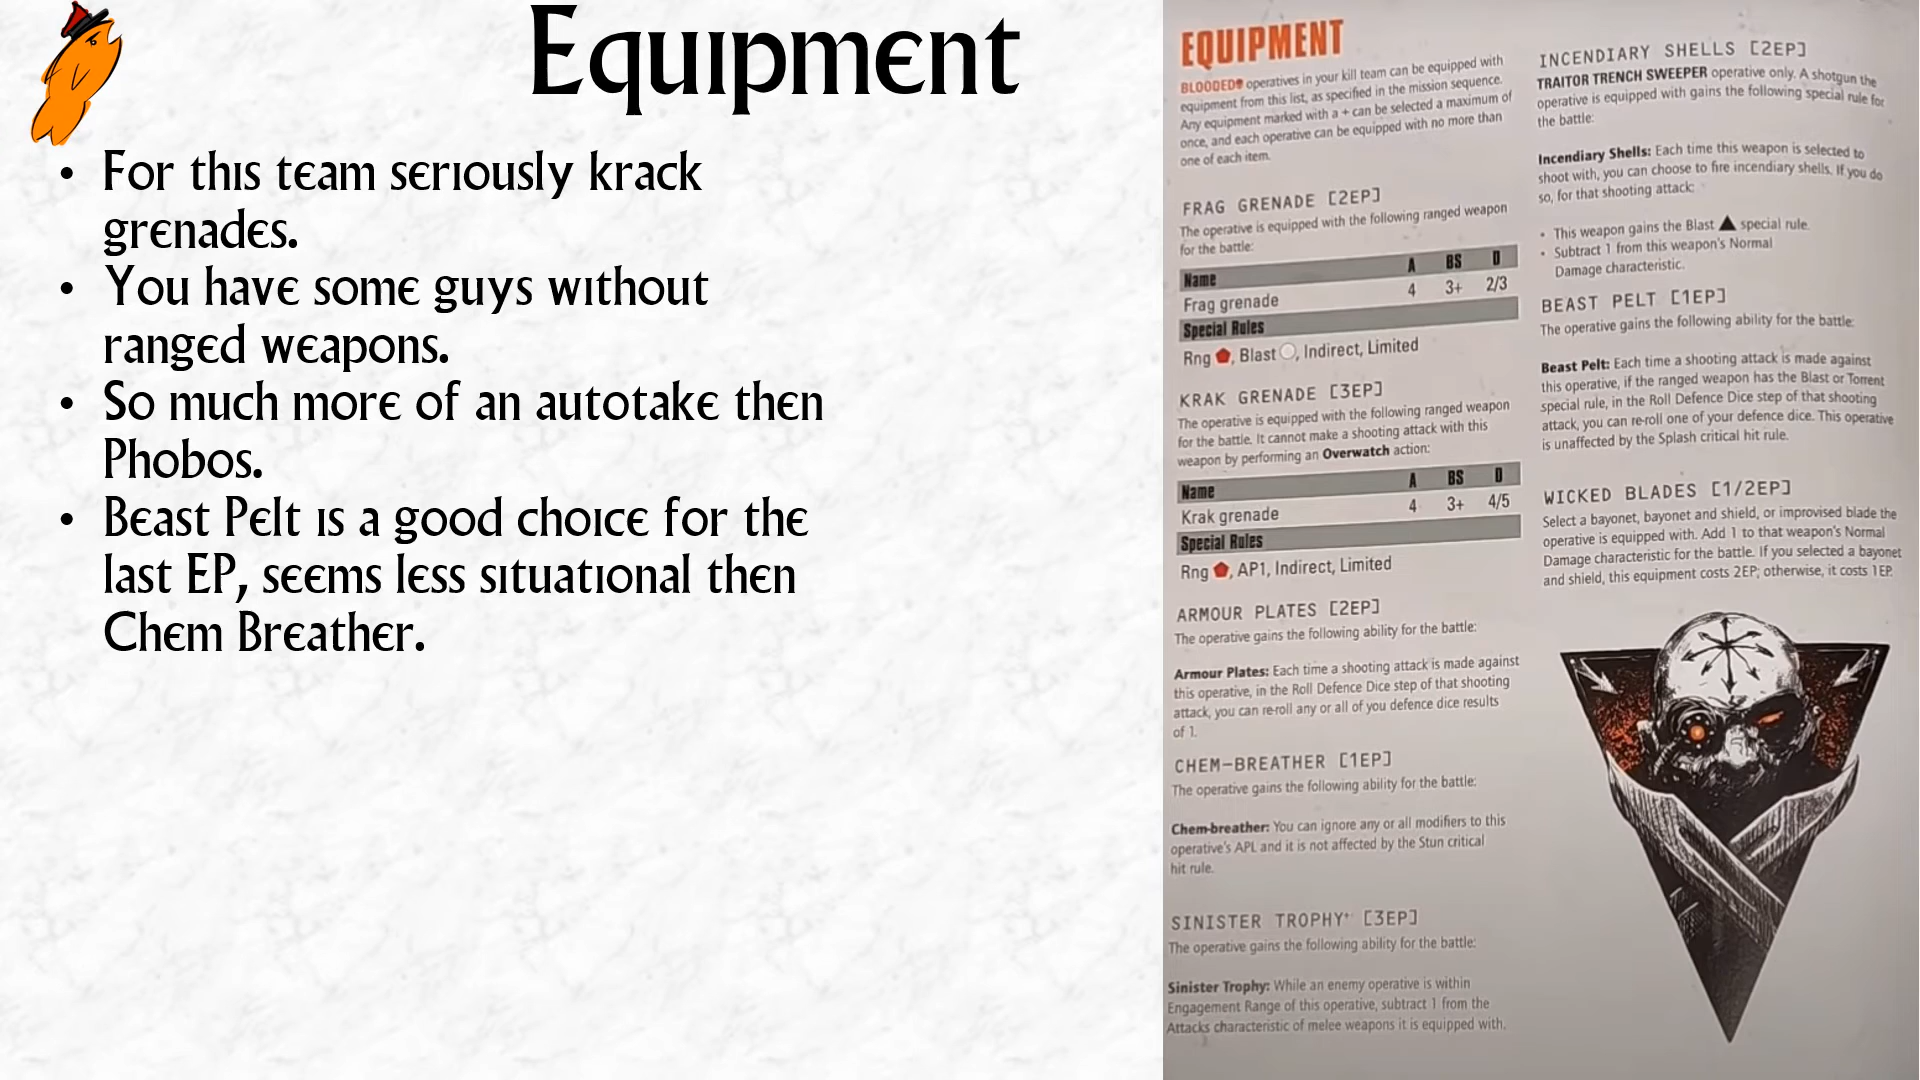 Equipment
• For this team seriously krack
grenades.
• You have some guys without
ranged weapons.
• So much more of an autotake then
Phobos.
• Beast Pelt is a good choice for the
last EP, seems less situational then
Chem Breather.
EQUIPMENT
BLOODED operatives in your kill team can be equipped with
equipment from this list, as specified in the mission sequence.
Any equipment marked with a + can be selected a maximum of
once, and each operative can be equipped with no more than
one of each item.
FRAG GRENADE [2EP]
The operative is equipped with the following ranged weapon
for the battle:
Name A BS D
Frag grenade 4 3+ 2/3
Special Rules
Rng , Blast , Indirect, Limited
KRAK GRENADE [3EP]
The operative is equipped with the following ranged weapon
for the battle. It cannot make a shooting attack with this
weapon by performing an Overwatch action:
Name A BS D
Krak grenade 4 3+ 4/5
Special Rules
Rng , AP1, Indirect, Limited
ARMOUR PLATES [2EP]
The operative gains the following ability for the battle:
Armour Plates: Each time a shooting attack is made against
this operative, in the Roll Defence Dice step of that shooting
attack, you can re-roll any or all of you defence dice results
of 1.
CHEM-BREATHER [1EP]
The operative gains the following ability for the battle:
Chem-breather: You can ignore any or all modifiers to this
operative's APL and it is not affected by the Stun critical
hit rule.
SINISTER TROPHY+ [3EP]
The operative gains the following ability for the battle:
Sinister Trophy: While an enemy operative is within
Engagement Range of this operative, subtract 1 from the
Attacks characteristic of melee weapons it is equipped with.
INCENDIARY SHELLS [2EP]
TRAITOR TRENCH SWEEPER operative only. A shotgun the
operative is equipped with gains the following special rule for
the battle:
Incendiary Shells: Each time this weapon is selected to
shoot with, you can choose to fire incendiary shells. If you do
so, for that shooting attack:
• This weapon gains the Blast ▲ special rule.
• Subtract 1 from this weapon's Normal
Damage characteristic.
BEAST PELT [1EP]
The operative gains the following ability for the battle:
Beast Pelt: Each time a shooting attack is made against
this operative, if the ranged weapon has the Blast or Torrent
special rule, in the Roll Defence Dice step of that shooting
attack, you can re-roll one of your defence dice. This operative
is unaffected by the Splash critical hit rule.
WICKED BLADES [1/2EP]
Select a bayonet, bayonet and shield, or improvised blade the
operative is equipped with. Add 1 to that weapon's Normal
Damage characteristic for the battle. If you selected a bayonet
and shield, this equipment costs 2EP; otherwise, it costs 1EP.